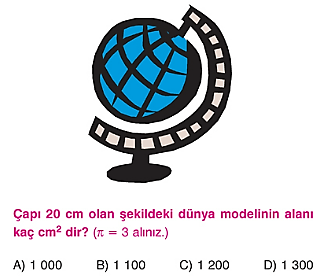 Çapı 20 cm olan şekildeki dünya modelinin alanı
kaç cm² dir? (π = 3 alınız.)
A) 1 000 B) 1 100 C) 1 200 D) 1 300